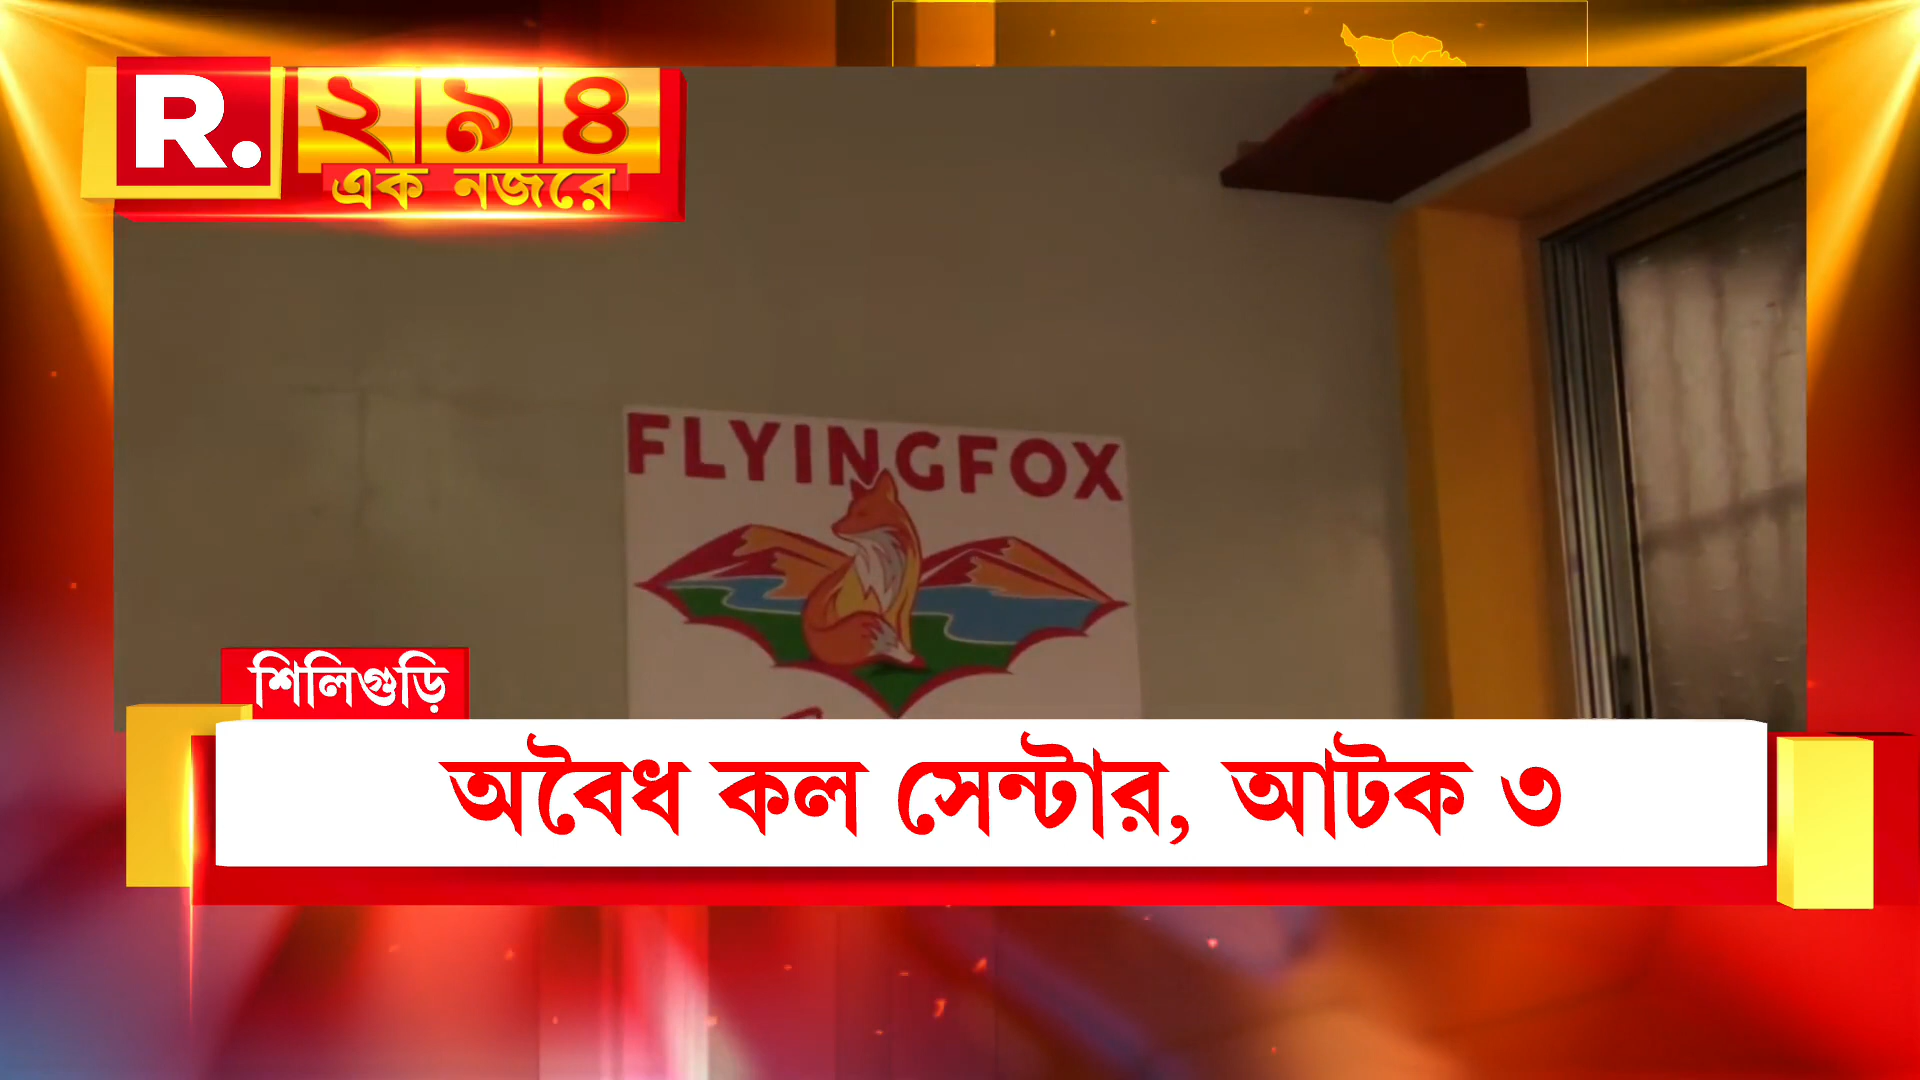 R.
২৯৪
এক নজরে
FLYINGFOX
শিলিগুড়ি
অবৈধ কল সেন্টার, আটক ৩